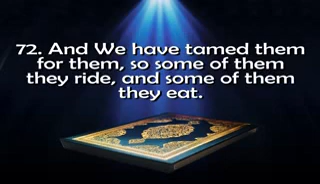 72. And We have tamed them
for them, so some of them
they ride, and some of them
they eat.